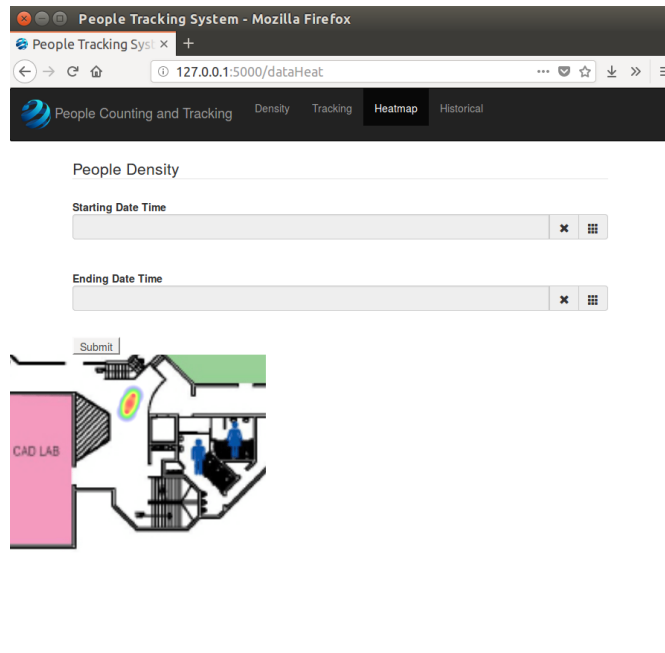 People Tracking System - Mozilla Firefox
People Tracking Syst
127.0.0.1:5000/dataHeat
People Counting and Tracking
Density
Tracking
Heatmap
Historical
People Density
Starting Date Time
Ending Date Time
Submit
CAD LAB